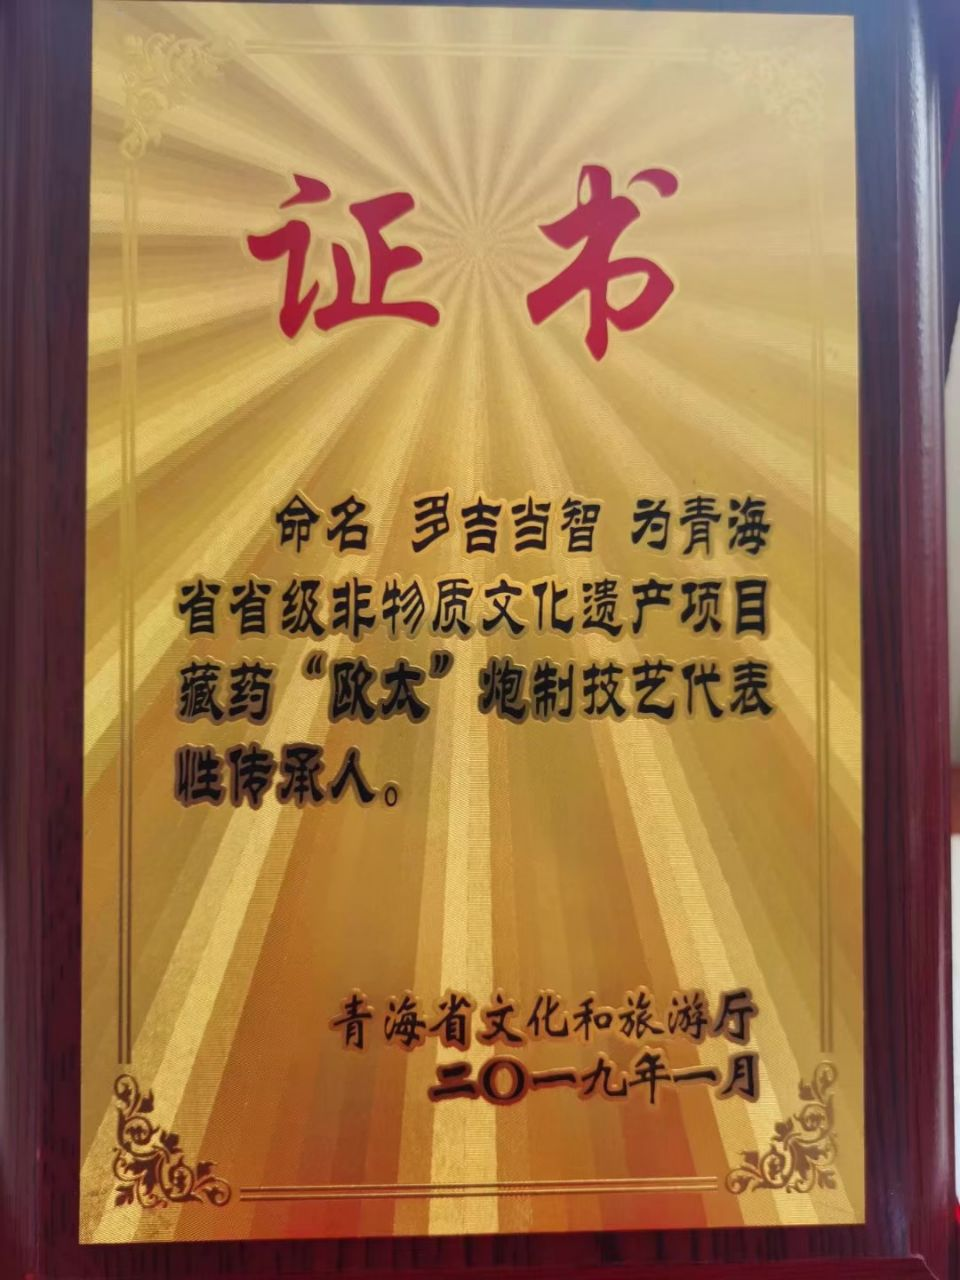 证书
命名 多吉当智 为青海
省省级非物质文化遗产项目
藏药“欧太”炮制技艺代表
性传承人。
青海省文化和旅游厅
二〇一九年一月